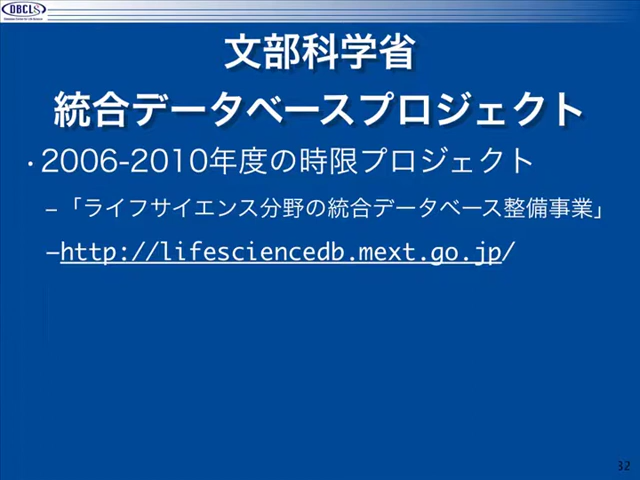 DBCLS
文部科学省
統合データベースプロジェクト
・2006-2010年度の時限プロジェクト
–「ライフサイエンス分野の統合データベース整備事業」
–http://lifesciencedb.mext.go.jp/
32